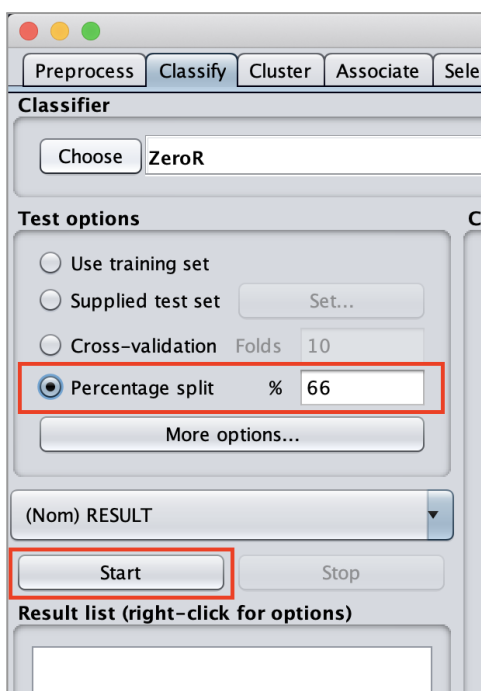 Preprocess Classify Cluster Associate Sele
Classifier
Choose ZeroR
Test options C
Use training set
Supplied test set Set...
Cross-validation Folds 10
Percentage split % 66
More options...
(Nom) RESULT
Start Stop
Result list (right-click for options)